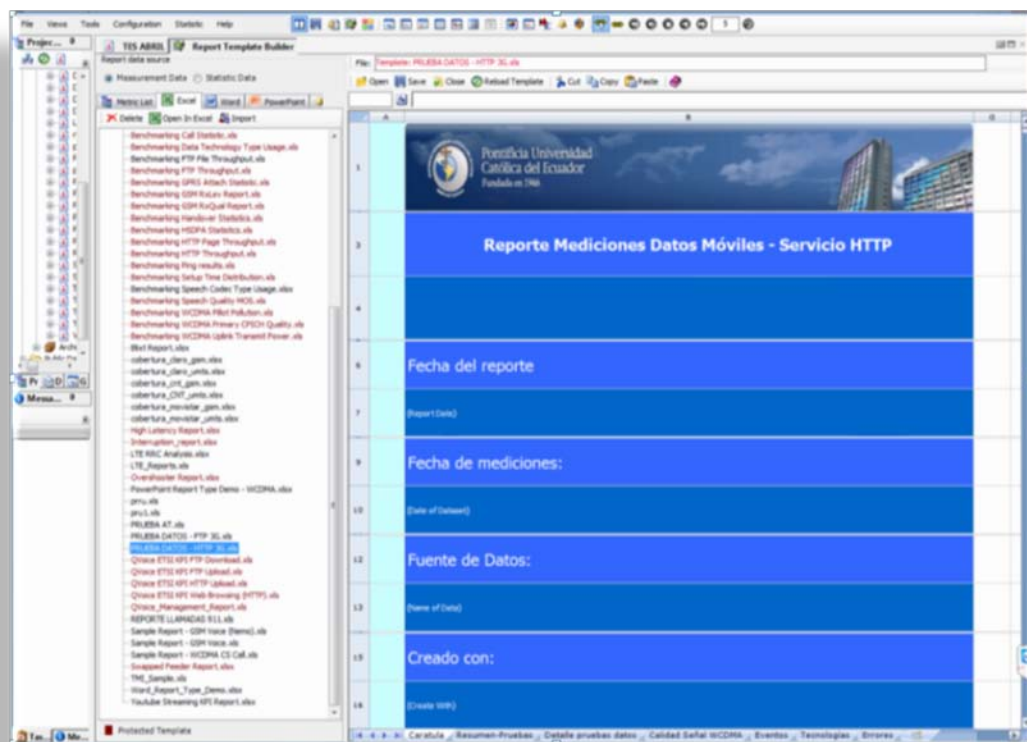 File Views Tools Configuration Statistic Help
1
Projec...
TES ABRIL Report Template Builder
Report data source
Measurement Data Statistic Data
File: Template: PRUEBA DATOS - HTTP 3G.xls
Open Save Close Reload Template Cut Copy Paste
Metric List Excel Word PowerPoint
Delete Open In Excel Import
Benchmarking Call Statistic.xls
Benchmarking Data Technology Type Usage.xlsx
Benchmarking FTP File Throughput.xls
Benchmarking FTP Throughput.xls
Benchmarking GPRS Attach Statistic.xls
Benchmarking GSM RxLev Report.xls
Benchmarking GSM RxQual Report.xls
Benchmarking Handover Statistics.xls
Benchmarking HSDPA Statistics.xls
Benchmarking HTTP Page Throughput.xls
Benchmarking HTTP Throughput.xls
Benchmarking Ping results.xls
Benchmarking Setup Time Distribution.xls
Benchmarking Speech Codec Type Usage.xlsx
Benchmarking Speech Quality MOS.xls
Benchmarking WCDMA Pilot Pollution.xls
Benchmarking WCDMA Primary CPICH Quality.xls
Benchmarking WCDMA Uplink Transmit Power.xls
cobertura_claro_gsm.xlsx
cobertura_claro_umts.xlsx
cobertura_cnt_gsm.xlsx
cobertura_CNT_umts.xlsx
cobertura_movistar_gsm.xlsx
cobertura_movistar_umts.xlsx
High Latency Report.xlsx
Interruption_report.xlsx
LTE RRC Analysis.xlsx
LTE_Reports.xls
Overshooter Report.xlsx
PowerPoint Report Type Demo - WCDMA.xlsx
pry1.xls
PRUEBA AT.xls
PRUEBA DATOS - FTP 3G.xls
PRUEBA DATOS - HTTP 3G.xls
QVoice ETSI KPI FTP Download.xls
QVoice ETSI KPI FTP Upload.xls
QVoice ETSI KPI HTTP Upload.xls
QVoice ETSI KPI Web Browsing (HTTP).xls
QVoice_Management_Report.xls
REPORTE LLAMADAS 911.xls
Sample Report - GSM Voice (Nemo).xls
Sample Report - GSM Voice.xls
Sample Report - WCDMA CS Call.xls
Swapped Feeder Report.xlsx
TMI_Sample.xls
Word_Report_Type_Demo.xlsx
Youtube Streaming KPI Report.xlsx
Protected Template
Pr D G
Messa...
Tas... Me...
A B
Pontificia Universidad
Católica del Ecuador
Fundada en 1946
Reporte Mediciones Datos Móviles - Servicio HTTP
Fecha del reporte
{Report Date}
Fecha de mediciones:
{Date of Dataset}
Fuente de Datos:
{Name of Data}
Creado con:
{Create With}
Caratula Resumen-Pruebas Detalle pruebas datos Calidad Señal WCDMA Eventos Tecnologías Errores